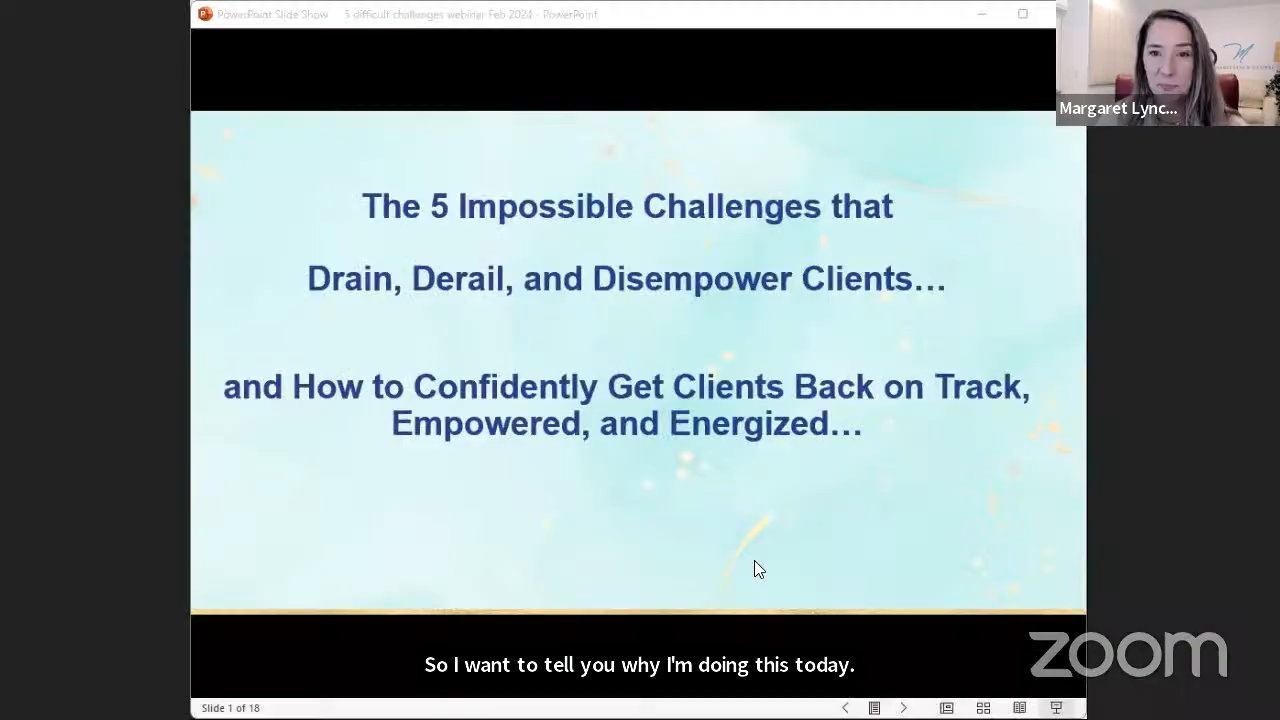 PowerPoint Slide Show
5 difficult challenges webinar Feb 2024 - PowerPoint
Margaret Lync...
The 5 Impossible Challenges that
Drain, Derail, and Disempower Clients...
and How to Confidently Get Clients Back on Track,
Empowered, and Energized...
So I want to tell you why I'm doing this today.
zoom
Slide 1 of 18